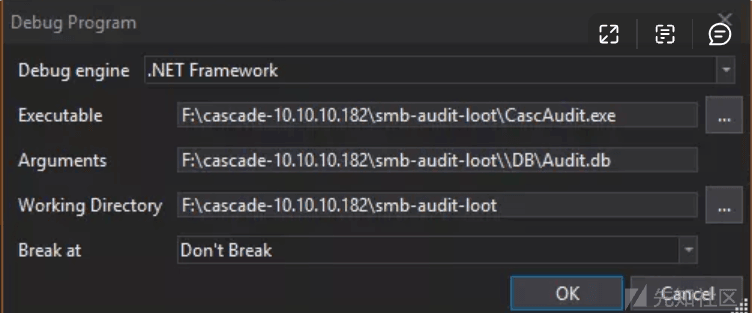 Debug Program
Debug engine .NET Framework
Executable F:\cascade-10.10.10.182\smb-audit-loot\CascAudit.exe ...
Arguments F:\cascade-10.10.10.182\smb-audit-loot\\DB\Audit.db
Working Directory F:\cascade-10.10.10.182\smb-audit-loot ...
Break at Don't Break
OK Cancel
先知社区